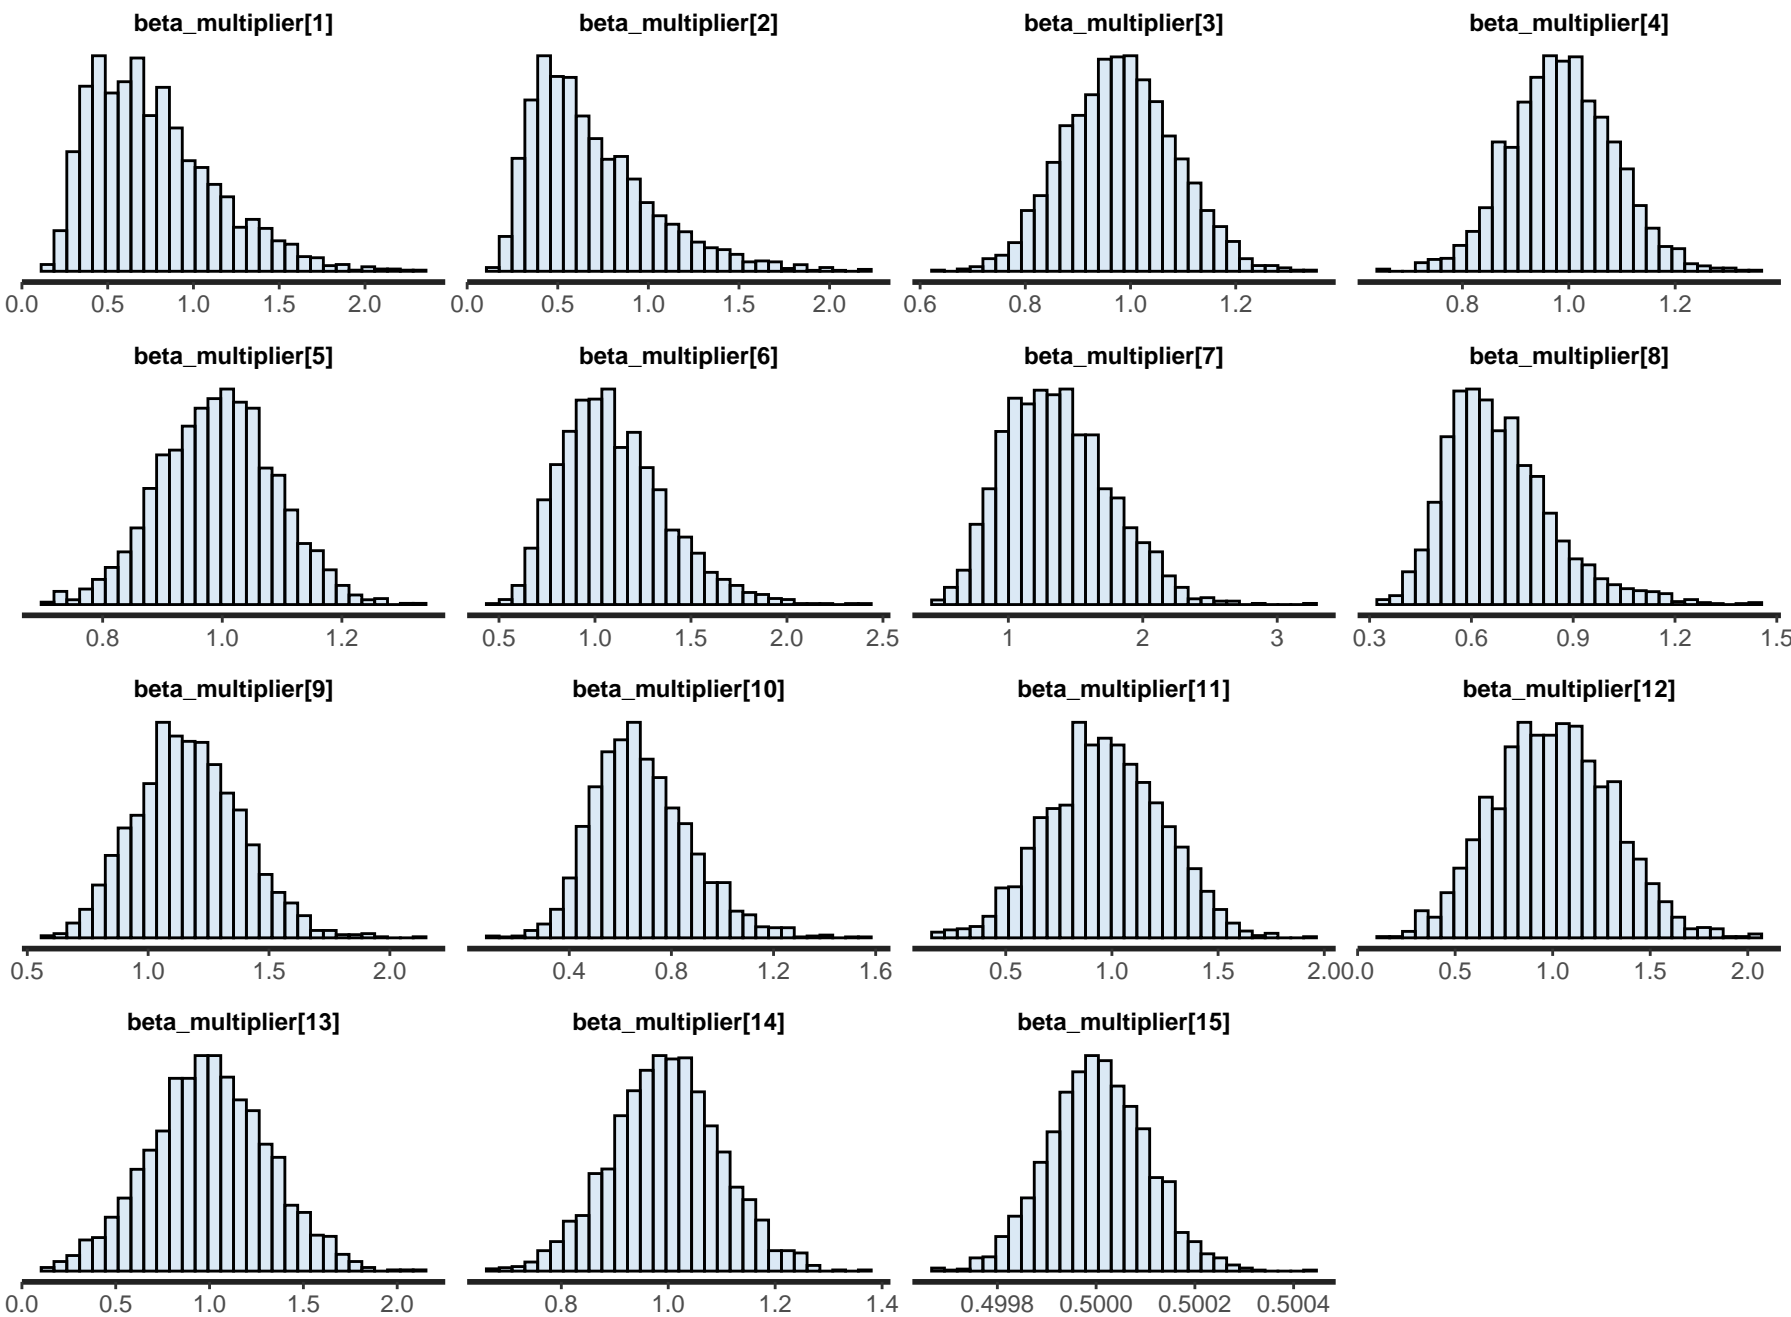 beta_multiplier[1] beta_multiplier[2] beta_multiplier[3] beta_multiplier[4]
0.0 0.5 1.0 1.5 2.0 0.0 0.5 1.0 1.5 2.0 0.6 0.8 1.0 1.2 0.8 1.0 1.2
beta_multiplier[5] beta_multiplier[6] beta_multiplier[7] beta_multiplier[8]
0.8 1.0 1.2 0.5 1.0 1.5 2.0 2.5 1 2 3 0.3 0.6 0.9 1.2 1.5
beta_multiplier[9] beta_multiplier[10] beta_multiplier[11] beta_multiplier[12]
0.5 1.0 1.5 2.0 0.4 0.8 1.2 1.6 0.5 1.0 1.5 2.0 0.0 0.5 1.0 1.5 2.0
beta_multiplier[13] beta_multiplier[14] beta_multiplier[15]
0.0 0.5 1.0 1.5 2.0 0.8 1.0 1.2 1.4 0.4998 0.5000 0.5002 0.5004